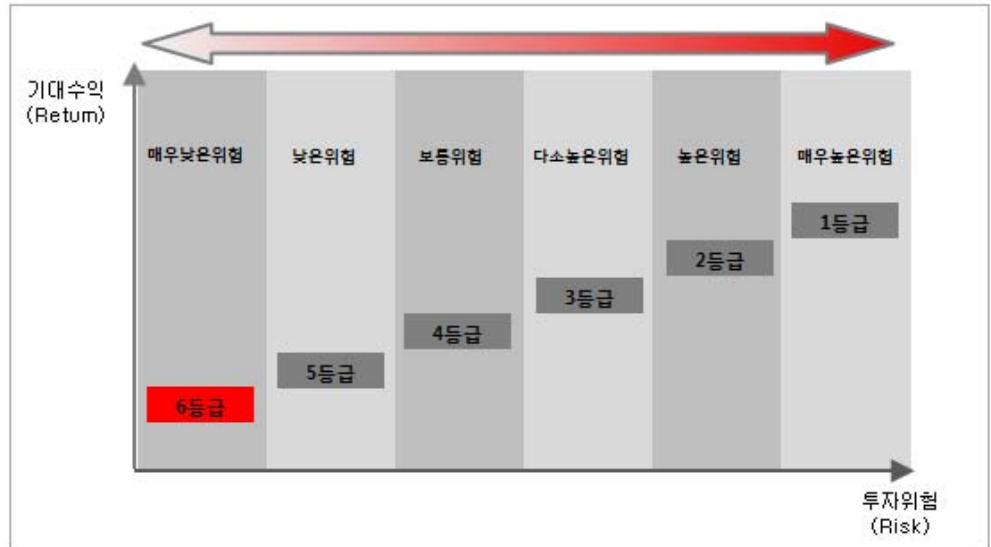 기대수익
(Return)
매우낮은위험 낮은위험 보통위험 다소높은위험 높은위험 매우높은위험
1등급
2등급
3등급
4등급
5등급
6등급
투자위험
(Risk)